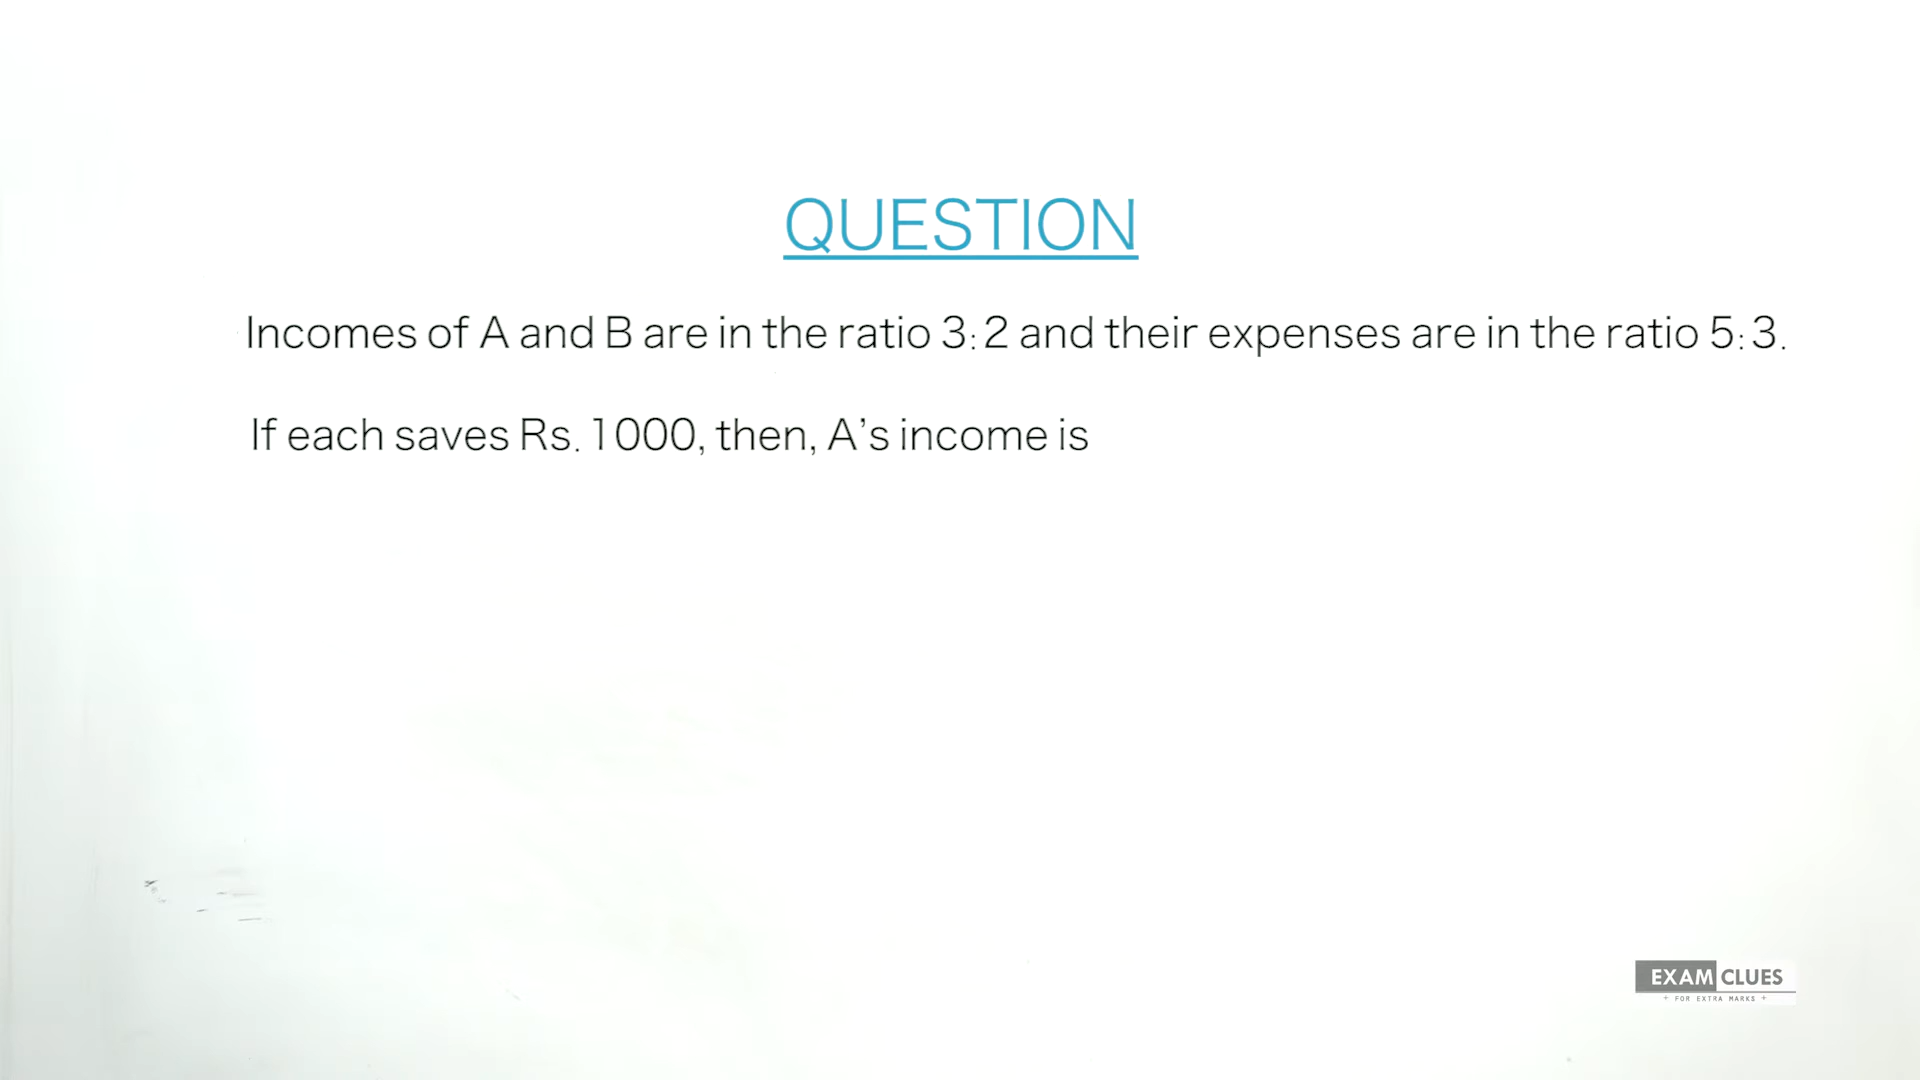 QUESTION
Incomes of A and B are in the ratio 3:2 and their expenses are in the ratio 5:3.
If each saves Rs. 1000, then, A's income is
EXAM CLUES
+ FOR EXTRA MARKS +